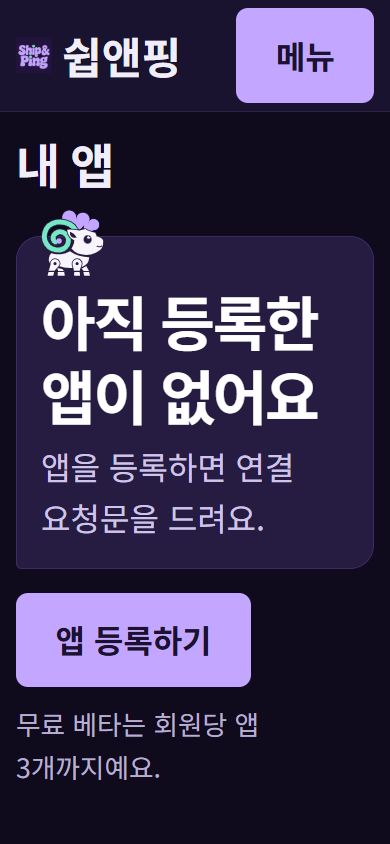 Ship&
Ping
쉽앤핑
메뉴
내 앱
아직 등록한
앱이 없어요
앱을 등록하면 연결
요청문을 드려요.
앱 등록하기
무료 베타는 회원당 앱
3개까지예요.